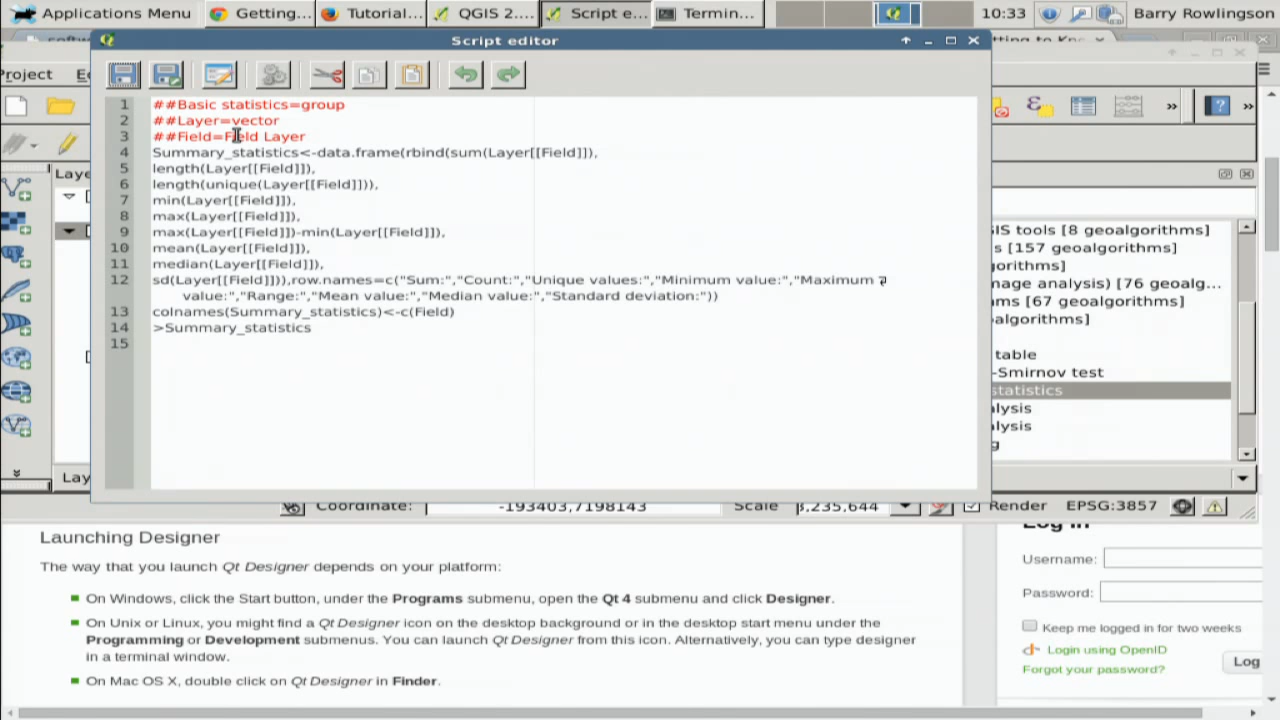 Applications Menu
Getting...
Tutorial...
QGIS 2....
Script e...
Termin...
10:33
Barry Rowlingson
Script editor
Project
1 ##Basic statistics=group
2 ##Layer=vector
3 ##Field=Field Layer
4 Summary_statistics<-data.frame(rbind(sum(Layer[[Field]]),
5 length(Layer[[Field]]),
6 length(unique(Layer[[Field]])),
7 min(Layer[[Field]]),
8 max(Layer[[Field]]),
9 max(Layer[[Field]])-min(Layer[[Field]]),
10 mean(Layer[[Field]]),
11 median(Layer[[Field]]),
12 sd(Layer[[Field]])),row.names=c("Sum:","Count:","Unique values:","Minimum value:","Maximum
value:","Range:","Mean value:","Median value:","Standard deviation:"))
13 colnames(Summary_statistics)<-c(Field)
14 >Summary_statistics
15
Laye
Lay
IS tools [8 geoalgorithms]
s [157 geoalgorithms]
orithms]
nage analysis) [76 geoalg...
ms [67 geoalgorithms]
oalgorithms]
table
-Smirnov test
statistics
alysis
alysis
g
Coordinate:
-193403,7198143
Scale
3,235,644
Render
EPSG:3857
Launching Designer
The way that you launch Qt Designer depends on your platform:
On Windows, click the Start button, under the Programs submenu, open the Qt 4 submenu and click Designer.
On Unix or Linux, you might find a Qt Designer icon on the desktop background or in the desktop start menu under the
Programming or Development submenus. You can launch Qt Designer from this icon. Alternatively, you can type designer
in a terminal window.
On Mac OS X, double click on Qt Designer in Finder.
Log in
Username:
Password:
Keep me logged in for two weeks
Login using OpenID
Forgot your password?
Log